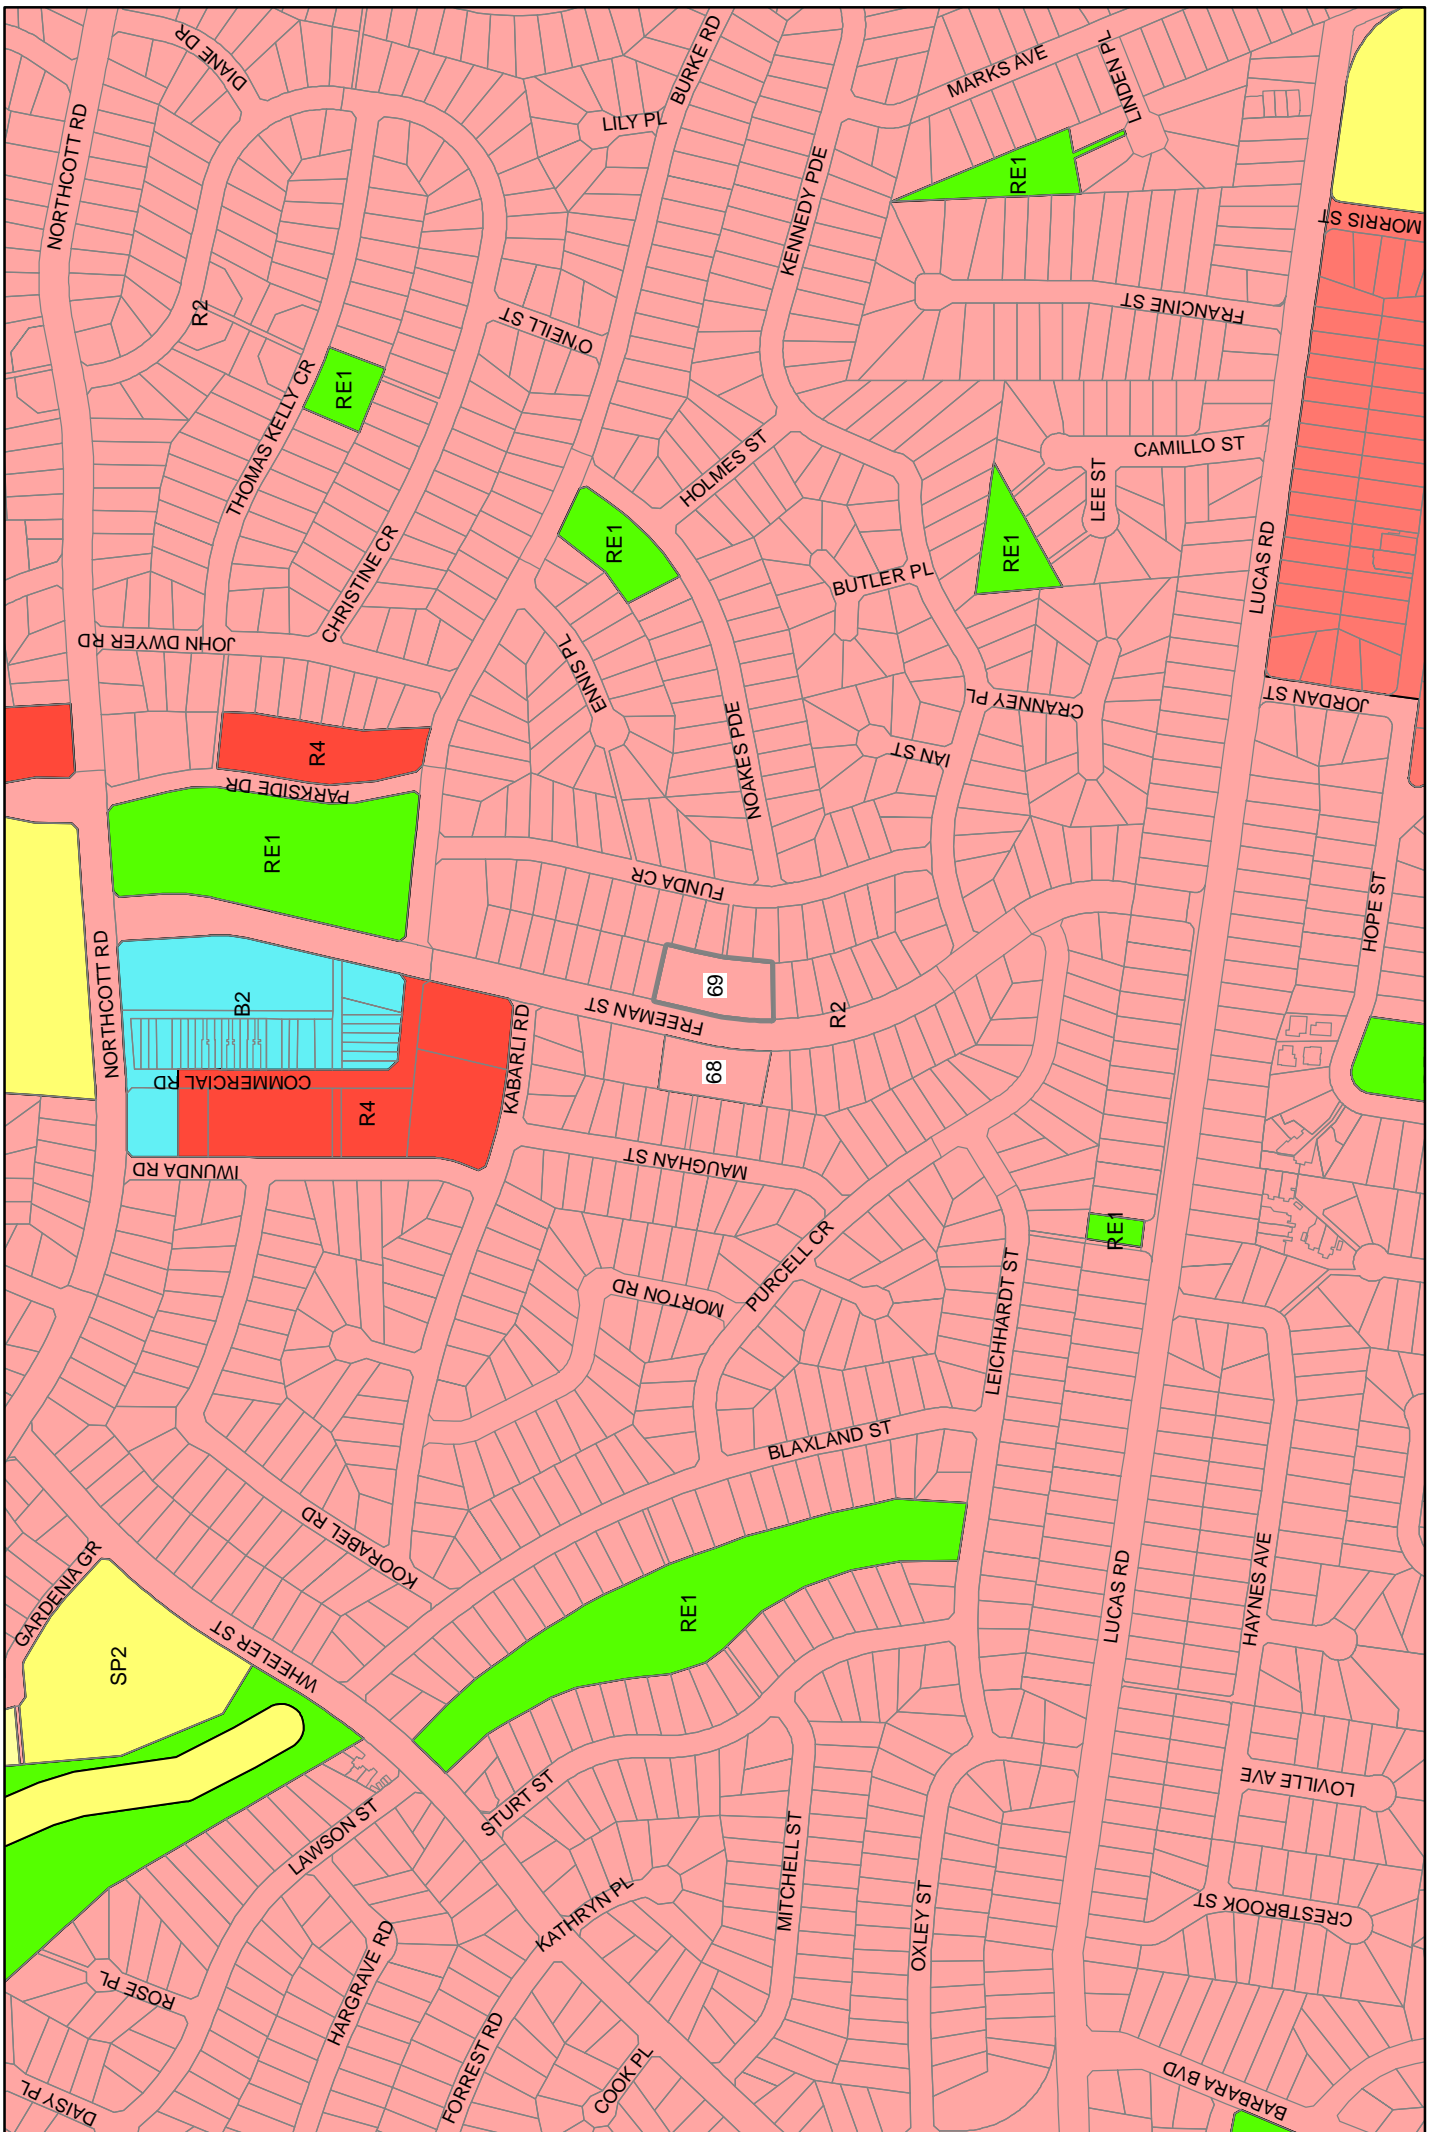 DIANE DR
BURKE RD
MARKS AVE
LINDEN PL
NORTHCOTT RD
LILY PL
KENNEDY PDE
RE1
MORRIS ST
R2
O'NEILL ST
FRANCINE ST
THOMAS KELLY CR
RE1
HOLMES ST
CAMILLO ST
LEE ST
CHRISTINE CR
RE1
BUTLER PL
RE1
LUCAS RD
JOHN DWYER RD
ENNIS PL
CRANNEY PL
JORDAN ST
R4
NOAKES PDE
IAN ST
PARKSIDE DR
RE1
FUNDA CR
HOPE ST
NORTHCOTT RD
B2
69
FREEMAN ST
R2
KABARLI RD
68
COMMERCIAL RD
R4
IWUNDA RD
MAUGHAN ST
RE1
MORTON RD
PURCELL CR
LEICHHARDT ST
BLAXLAND ST
KOORABEL RD
GARDENIA GR
RE1
LUCAS RD
HAYNES AVE
SP2
WHEELER ST
LOVILLE AVE
STURT ST
LAWSON ST
MITCHELL ST
KATHRYN PL
OXLEY ST
CRESTBROOK ST
HARGRAVE RD
ROSE PL
FORREST RD
COOK PL
DAISY PL
BARBARA BVD